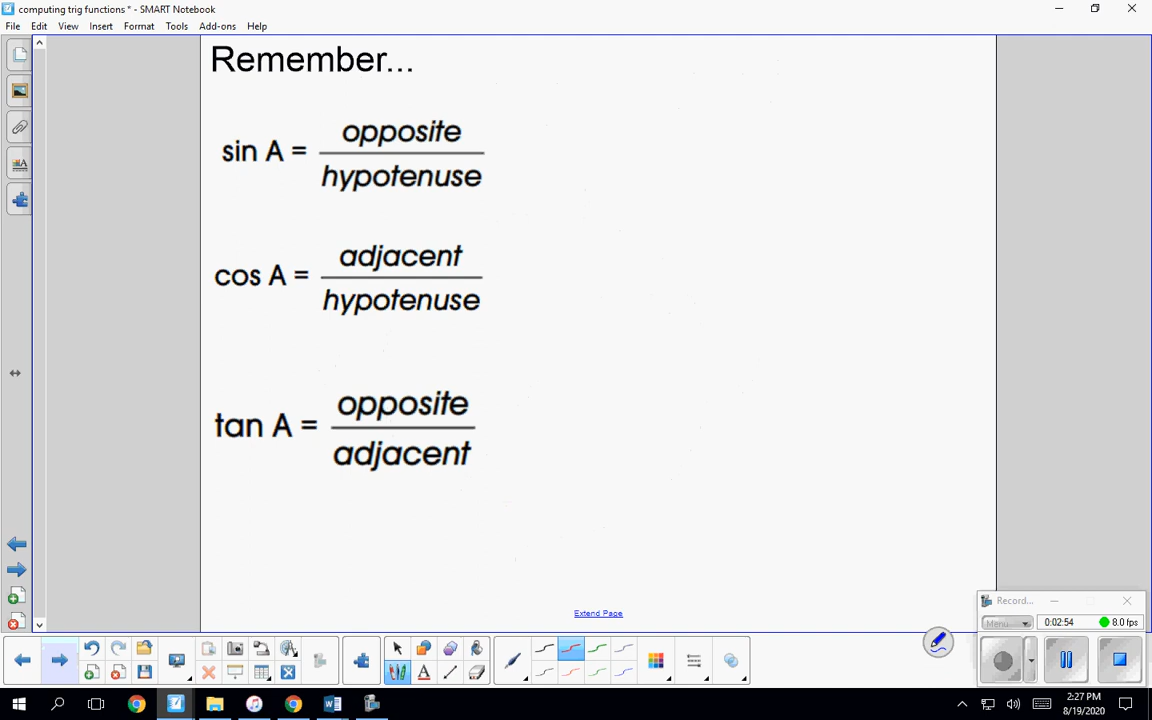 computing trig functions * - SMART Notebook
File Edit View Insert Format Tools Add-ons Help
Remember...
sin A = opposite
hypotenuse
cos A = adjacent
hypotenuse
tan A = opposite
adjacent
Extend Page
Record...
Menu 0:02:54 8.0 fps
2:27 PM
8/19/2020